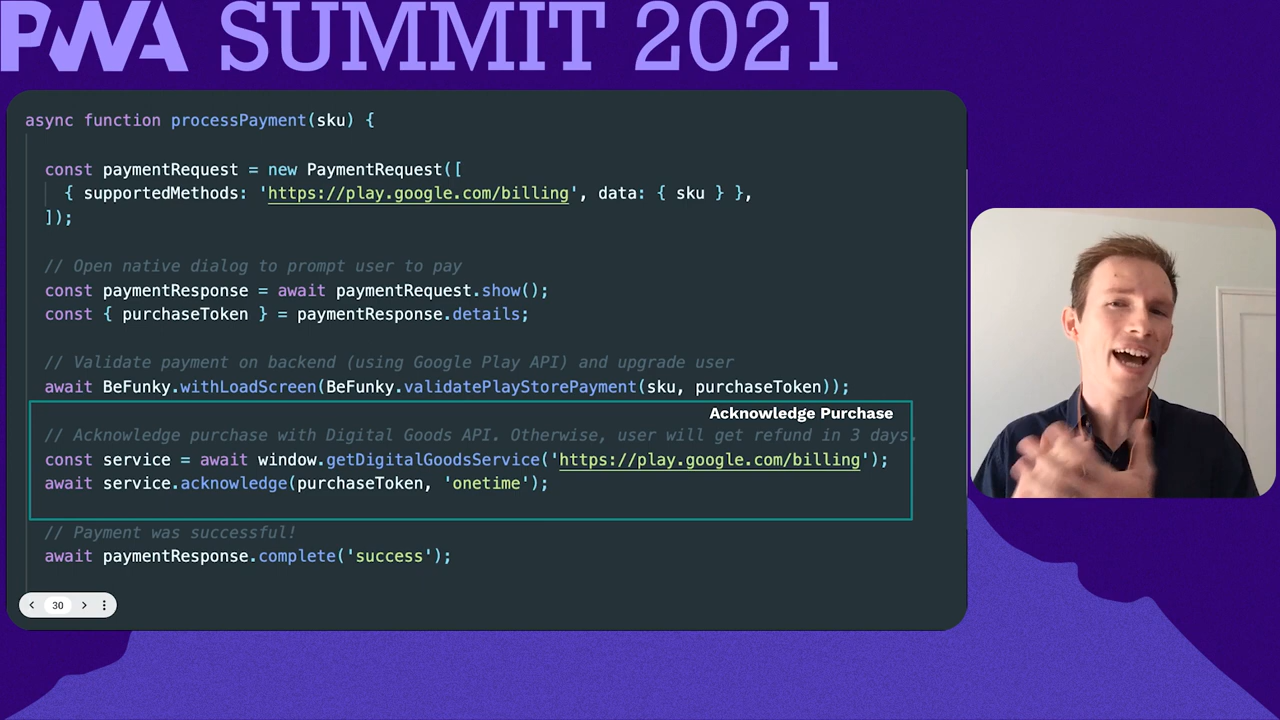 PWA SUMMIT 2021
async function processPayment(sku) {
const paymentRequest = new PaymentRequest([
{ supportedMethods: 'https://play.google.com/billing', data: { sku } },
]);
// Open native dialog to prompt user to pay
const paymentResponse = await paymentRequest.show();
const { purchaseToken } = paymentResponse.details;
// Validate payment on backend (using Google Play API) and upgrade user
await BeFunky.withLoadScreen(BeFunky.validatePlayStorePayment(sku, purchaseToken));
Acknowledge Purchase
// Acknowledge purchase with Digital Goods API. Otherwise, user will get refund in 3 days.
const service = await window.getDigitalGoodsService('https://play.google.com/billing');
await service.acknowledge(purchaseToken, 'onetime');
// Payment was successful!
await paymentResponse.complete('success');
30